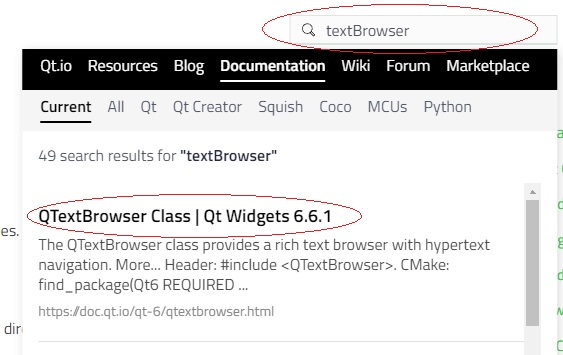 textBrowser
Qt.io Resources Blog Documentation Wiki Forum Marketplace
Current All Qt Qt Creator Squish Coco MCUs Python
49 search results for "textBrowser"
QTextBrowser Class | Qt Widgets 6.6.1
es.
The QTextBrowser class provides a rich text browser with hypertext
navigation. More... Header: #include <QTextBrowser>. CMake:
find_package(Qt6 REQUIRED ...
https://doc.qt.io/qt-6/qtextbrowser.html
dire